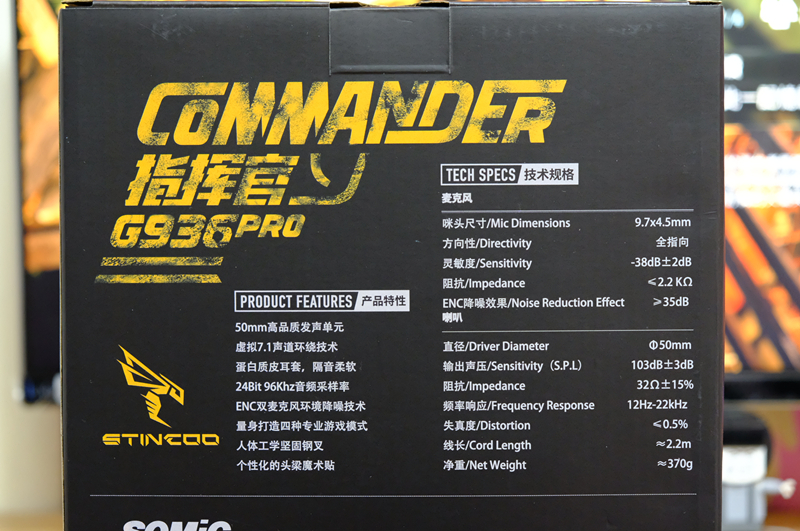 COMMANDER
指挥官
G936PRO
TECH SPECS 技术规格
麦克风
咪头尺寸/Mic Dimensions 9.7x4.5mm
方向性/Directivity 全指向
灵敏度/Sensitivity -38dB±2dB
阻抗/Impedance ≤2.2 KΩ
ENC降噪效果/Noise Reduction Effect ≥35dB
喇叭
直径/Driver Diameter Φ50mm
输出声压/Sensitivity（S.P.L） 103dB±3dB
阻抗/Impedance 32Ω±15%
频率响应/Frequency Response 12Hz-22kHz
失真度/Distortion ≤0.5%
线长/Cord Length ≈2.2m
净重/Net Weight ≈370g
PRODUCT FEATURES 产品特性
50mm高品质发声单元
虚拟7.1声道环绕技术
蛋白质皮耳套，隔音柔软
24Bit 96Khz音频采样率
ENC双麦克风环境降噪技术
量身打造四种专业游戏模式
人体工学坚固钢叉
个性化的头梁魔术贴
STINCOO
SOMiC